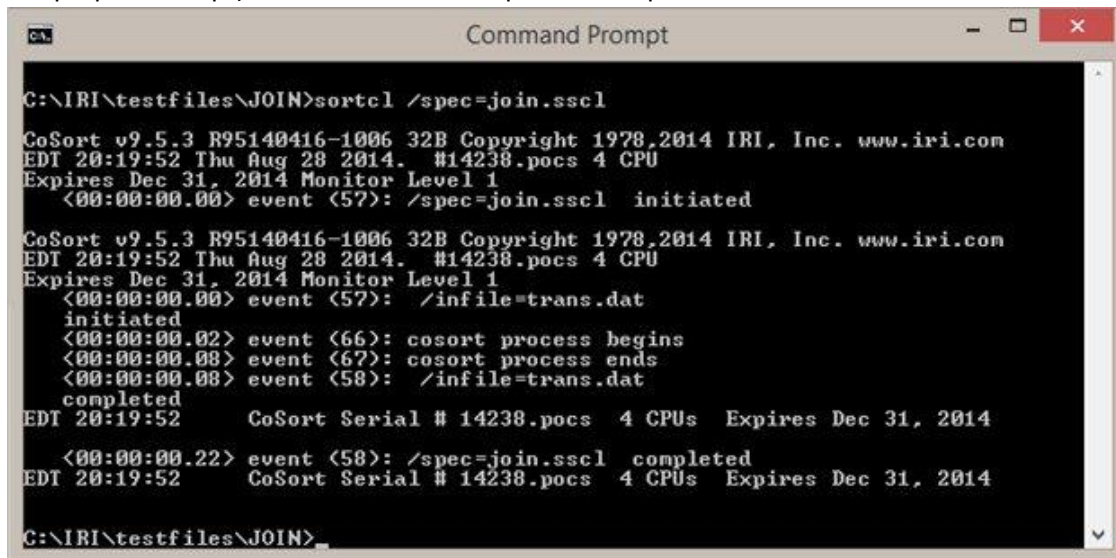 C:\.
Command Prompt
C:\IRI\testfiles\JOIN>sortcl /spec=join.sscl
CoSort v9.5.3 R95140416-1006 32B Copyright 1978,2014 IRI, Inc. www.iri.com
EDT 20:19:52 Thu Aug 28 2014. #14238.pocs 4 CPU
Expires Dec 31, 2014 Monitor Level 1
<00:00:00.00> event (57): /spec=join.sscl initiated
CoSort v9.5.3 R95140416-1006 32B Copyright 1978,2014 IRI, Inc. www.iri.com
EDT 20:19:52 Thu Aug 28 2014. #14238.pocs 4 CPU
Expires Dec 31, 2014 Monitor Level 1
<00:00:00.00> event (57): /infile=trans.dat
initiated
<00:00:00.02> event (66): cosort process begins
<00:00:00.08> event (67): cosort process ends
<00:00:00.08> event (58): /infile=trans.dat
completed
EDT 20:19:52 CoSort Serial # 14238.pocs 4 CPUs Expires Dec 31, 2014
<00:00:00.22> event (58): /spec=join.sscl completed
EDT 20:19:52 CoSort Serial # 14238.pocs 4 CPUs Expires Dec 31, 2014
C:\IRI\testfiles\JOIN>_